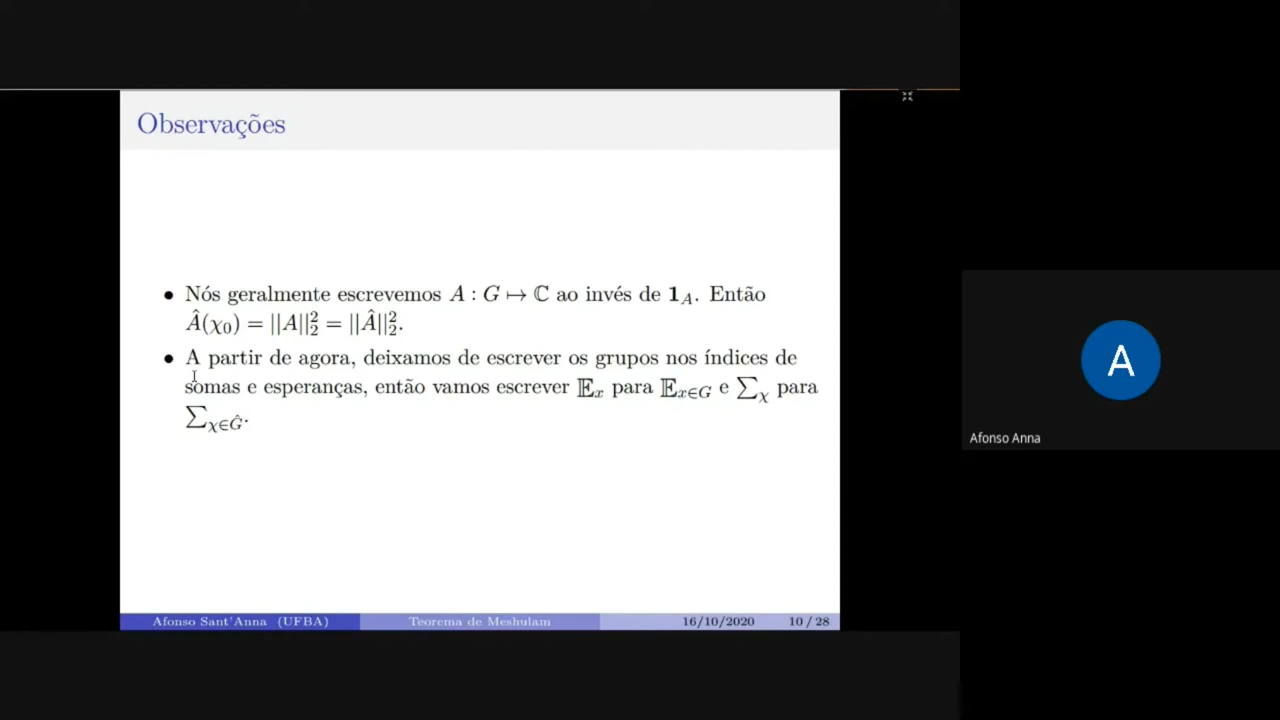 Observações
• Nós geralmente escrevemos A : G ↦ ℂ ao invés de 𝟏_A. Então
Â(χ₀) = ||A||₂² = ||Â||₂².
• A partir de agora, deixamos de escrever os grupos nos índices de
somas e esperanças, então vamos escrever 𝔼_x para 𝔼_{x∈G} e ∑_χ para
∑_{χ∈Ĝ}.
Afonso Sant'Anna (UFBA) Teorema de Meshulam 16/10/2020 10 / 28
A
Afonso Anna